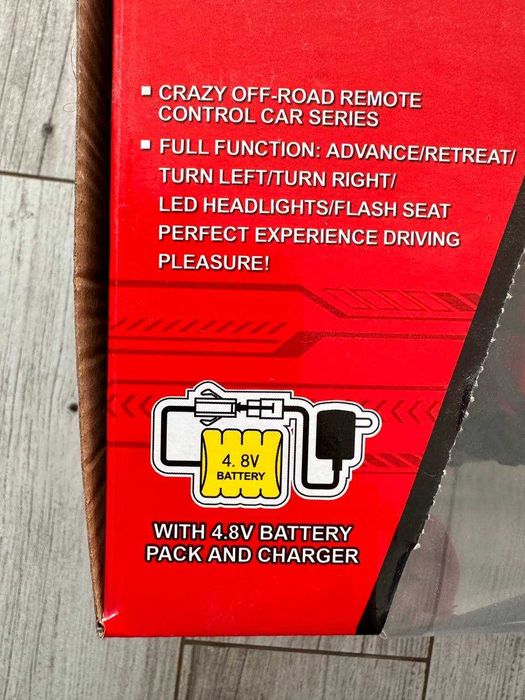 ▪ CRAZY OFF-ROAD REMOTE
CONTROL CAR SERIES
▪ FULL FUNCTION: ADVANCE/RETREAT/
TURN LEFT/TURN RIGHT/
LED HEADLIGHTS/FLASH SEAT
PERFECT EXPERIENCE DRIVING
PLEASURE!
4. 8V
BATTERY
WITH 4.8V BATTERY
PACK AND CHARGER